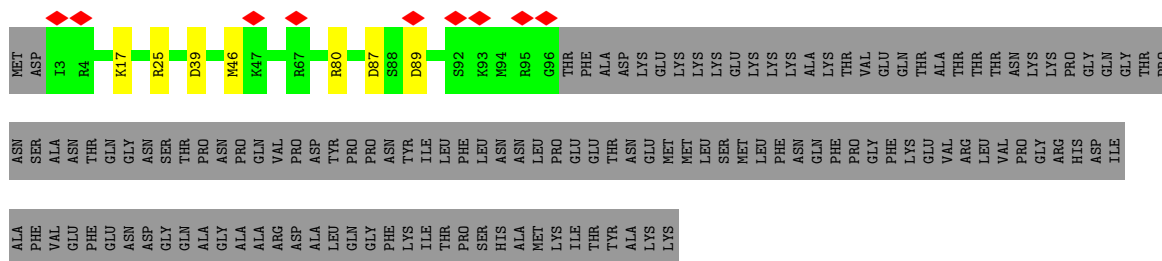 MET ASP I3 R4 K17 R25 D39 M46 K47 R67 R80 D87 S88 D89 S92 K93 M94 R95 G96 THR PHE ALA ASP LYS GLU LYS LYS LYS GLU LYS LYS LYS ALA LYS THR VAL GLU GLN THR ALA THR THR THR ASN LYS LYS PRO GLY GLN GLY THR PRO
ASN SER ALA ASN THR GLN GLY ASN SER THR PRO ASN PRO GLN VAL PRO ASP TYR PRO PRO ASN TYR ILE LEU PHE LEU ASN ASN LEU PRO GLU GLU THR ASN GLU MET MET LEU SER MET LEU PHE ASN GLN PHE PRO GLY PHE LYS GLU VAL ARG LEU VAL PRO GLY ARG HIS ASP ILE
ALA PHE VAL GLU PHE GLU ASN ASP GLY GLN ALA GLY ALA ALA ARG ASP ALA LEU GLN GLY PHE LYS ILE THR PRO SER HIS ALA MET LYS ILE THR TYR ALA LYS LYS